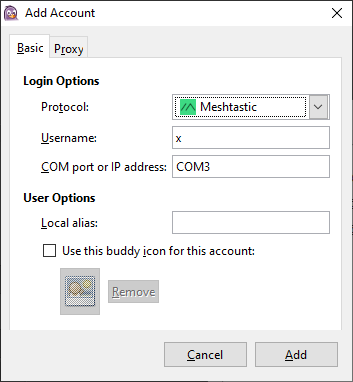 Add Account
Basic Proxy
Login Options
Protocol: Meshtastic
Username: x
COM port or IP address: COM3
User Options
Local alias:
Use this buddy icon for this account:
Remove
Cancel Add